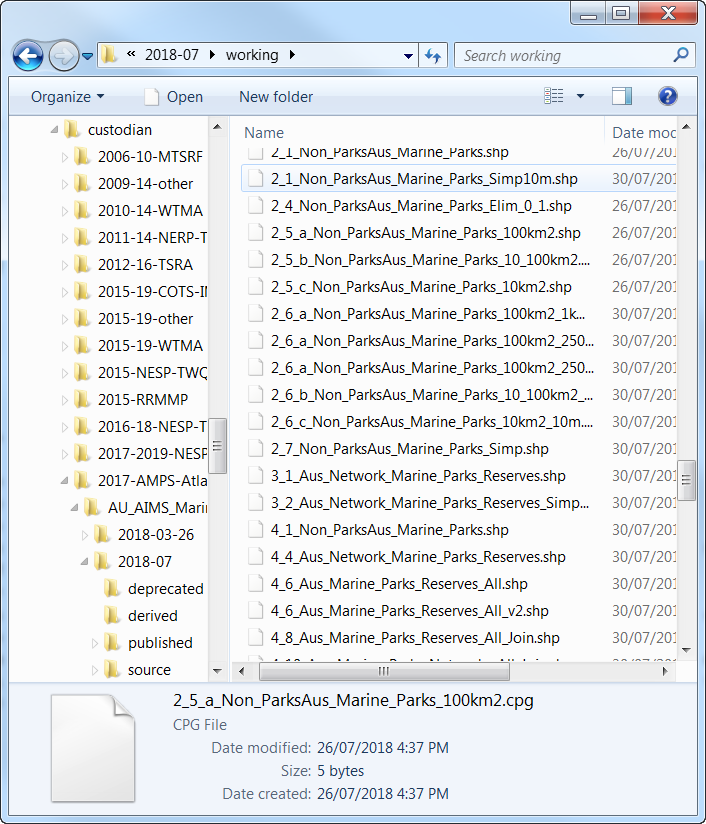 « 2018-07 working
Search working
Organize Open New folder
custodian
2006-10-MTSRF
2009-14-other
2010-14-WTMA
2011-14-NERP-T
2012-16-TSRA
2015-19-COTS-IN
2015-19-other
2015-19-WTMA
2015-NESP-TWQ
2015-RRMMP
2016-18-NESP-T
2017-2019-NESP
2017-AMPS-Atla
AU_AIMS_Marin
2018-03-26
2018-07
deprecated
derived
published
source
Name Date moc
2_1_Non_ParksAus_Marine_Parks.shp 26/07/201
2_1_Non_ParksAus_Marine_Parks_Simp10m.shp 30/07/201
2_4_Non_ParksAus_Marine_Parks_Elim_0_1.shp 26/07/201
2_5_a_Non_ParksAus_Marine_Parks_100km2.shp 26/07/201
2_5_b_Non_ParksAus_Marine_Parks_10_100km2.... 26/07/201
2_5_c_Non_ParksAus_Marine_Parks_10km2.shp 26/07/201
2_6_a_Non_ParksAus_Marine_Parks_100km2_1k... 30/07/201
2_6_a_Non_ParksAus_Marine_Parks_100km2_250... 30/07/201
2_6_a_Non_ParksAus_Marine_Parks_100km2_250... 30/07/201
2_6_b_Non_ParksAus_Marine_Parks_10_100km2_... 30/07/201
2_6_c_Non_ParksAus_Marine_Parks_10km2_10m.... 30/07/201
2_7_Non_ParksAus_Marine_Parks_Simp.shp 30/07/201
3_1_Aus_Network_Marine_Parks_Reserves.shp 30/07/201
3_2_Aus_Network_Marine_Parks_Reserves_Simp... 30/07/201
4_1_Non_ParksAus_Marine_Parks.shp 30/07/201
4_4_Aus_Network_Marine_Parks_Reserves.shp 30/07/201
4_6_Aus_Marine_Parks_Reserves_All.shp 30/07/201
4_6_Aus_Marine_Parks_Reserves_All_v2.shp 30/07/201
4_8_Aus_Marine_Parks_Reserves_All_Join.shp 30/07/201
2_5_a_Non_ParksAus_Marine_Parks_100km2.cpg
CPG File
Date modified: 26/07/2018 4:37 PM
Size: 5 bytes
Date created: 26/07/2018 4:37 PM